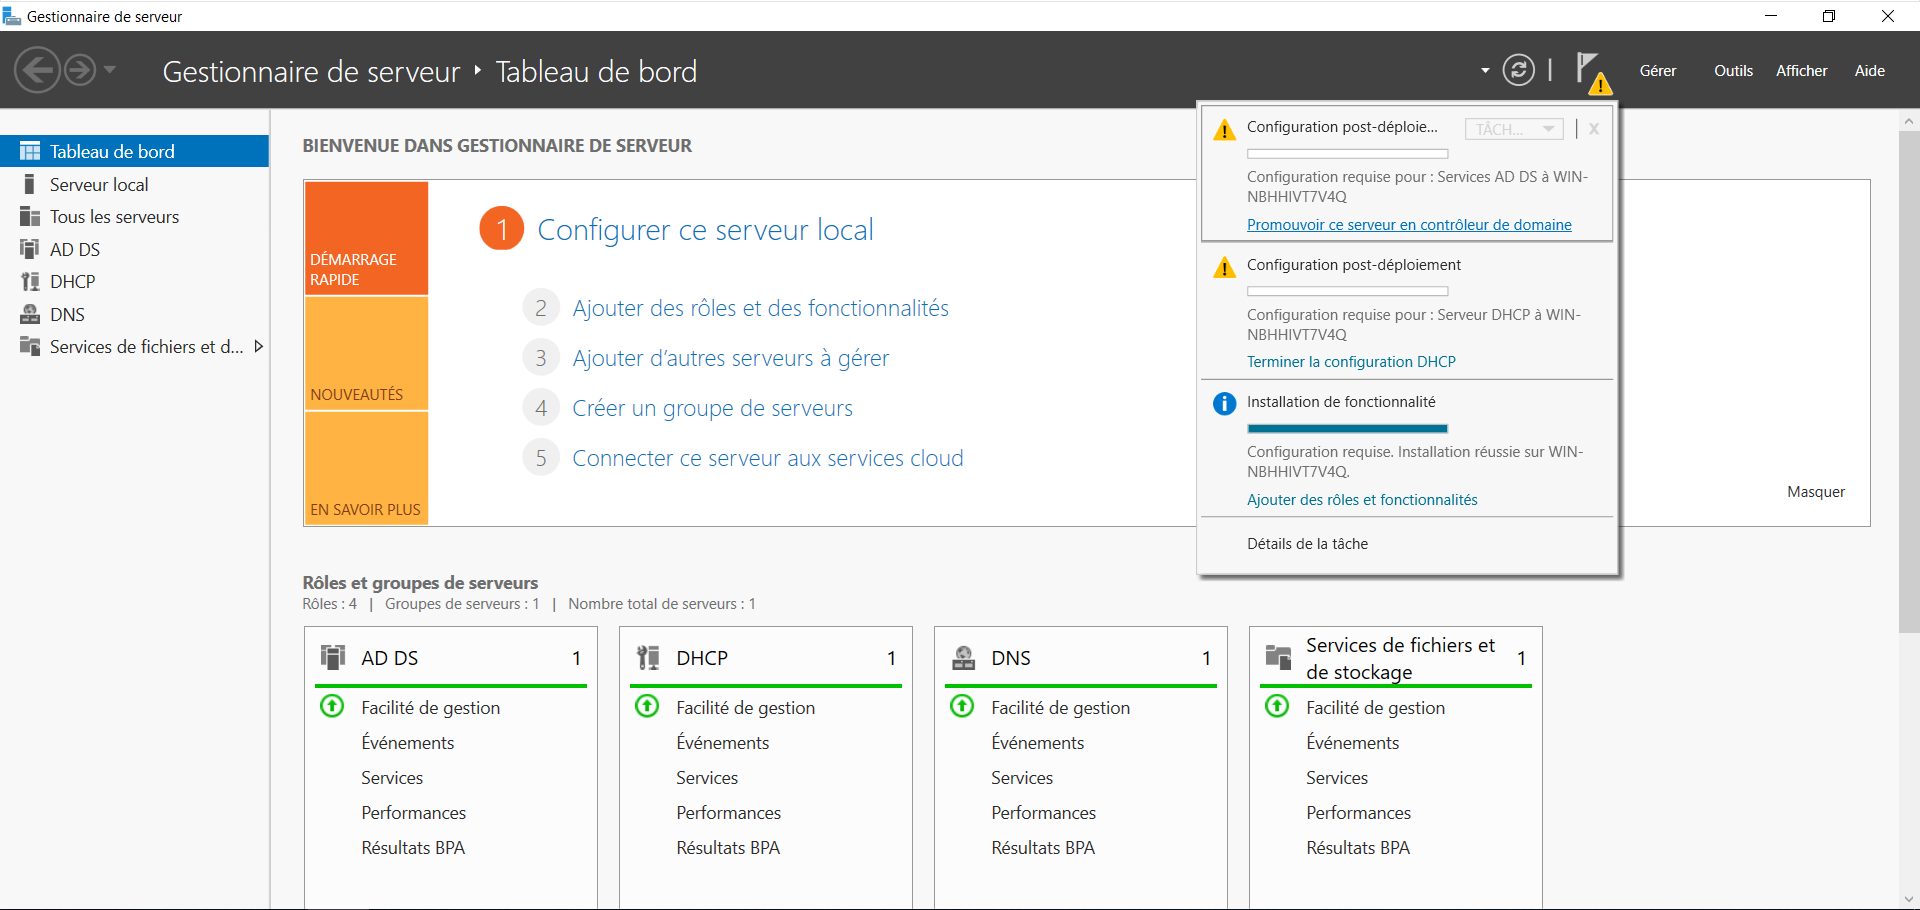 Gestionnaire de serveur
Gestionnaire de serveur ‣ Tableau de bord
Gérer Outils Afficher Aide
Tableau de bord
Serveur local
Tous les serveurs
AD DS
DHCP
DNS
Services de fichiers et d...
BIENVENUE DANS GESTIONNAIRE DE SERVEUR
DÉMARRAGE
RAPIDE
NOUVEAUTÉS
EN SAVOIR PLUS
1 Configurer ce serveur local
2 Ajouter des rôles et des fonctionnalités
3 Ajouter d’autres serveurs à gérer
4 Créer un groupe de serveurs
5 Connecter ce serveur aux services cloud
Masquer
Configuration post-déploie... TÂCH... X
Configuration requise pour : Services AD DS à WIN-
NBHHIVT7V4Q
Promouvoir ce serveur en contrôleur de domaine
Configuration post-déploiement
Configuration requise pour : Serveur DHCP à WIN-
NBHHIVT7V4Q
Terminer la configuration DHCP
Installation de fonctionnalité
Configuration requise. Installation réussie sur WIN-
NBHHIVT7V4Q.
Ajouter des rôles et fonctionnalités
Détails de la tâche
Rôles et groupes de serveurs
Rôles : 4 | Groupes de serveurs : 1 | Nombre total de serveurs : 1
AD DS 1
Facilité de gestion
Événements
Services
Performances
Résultats BPA
DHCP 1
Facilité de gestion
Événements
Services
Performances
Résultats BPA
DNS 1
Facilité de gestion
Événements
Services
Performances
Résultats BPA
Services de fichiers et
de stockage 1
Facilité de gestion
Événements
Services
Performances
Résultats BPA